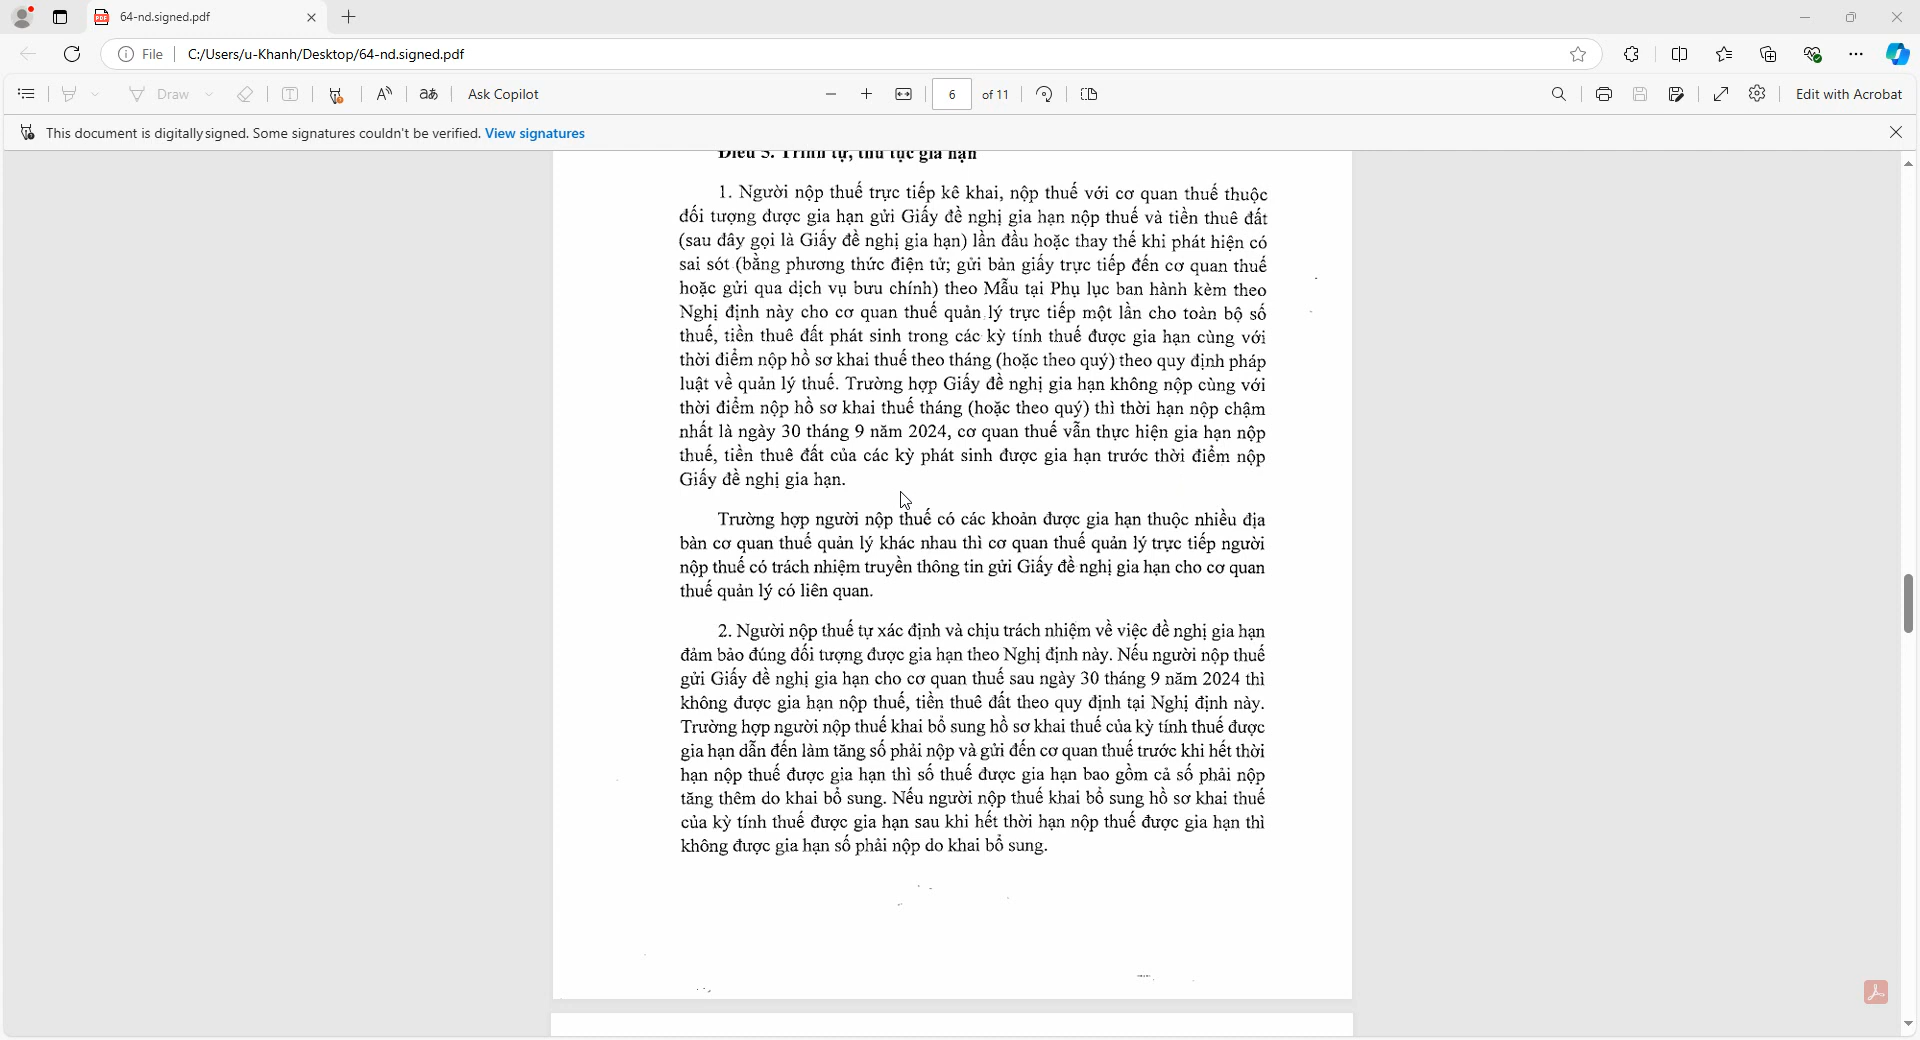 64-nd.signed.pdf
File
C:/Users/u-Khanh/Desktop/64-nd.signed.pdf
Draw
Ask Copilot
6 of 11
Edit with Acrobat
This document is digitally signed. Some signatures couldn't be verified. View signatures
Điều 5. Trình tự, thủ tục gia hạn
1. Người nộp thuế trực tiếp kê khai, nộp thuế với cơ quan thuế thuộc
đối tượng được gia hạn gửi Giấy đề nghị gia hạn nộp thuế và tiền thuê đất
(sau đây gọi là Giấy đề nghị gia hạn) lần đầu hoặc thay thế khi phát hiện có
sai sót (bằng phương thức điện tử; gửi bản giấy trực tiếp đến cơ quan thuế
hoặc gửi qua dịch vụ bưu chính) theo Mẫu tại Phụ lục ban hành kèm theo
Nghị định này cho cơ quan thuế quản lý trực tiếp một lần cho toàn bộ số
thuế, tiền thuê đất phát sinh trong các kỳ tính thuế được gia hạn cùng với
thời điểm nộp hồ sơ khai thuế theo tháng (hoặc theo quý) theo quy định pháp
luật về quản lý thuế. Trường hợp Giấy đề nghị gia hạn không nộp cùng với
thời điểm nộp hồ sơ khai thuế tháng (hoặc theo quý) thì thời hạn nộp chậm
nhất là ngày 30 tháng 9 năm 2024, cơ quan thuế vẫn thực hiện gia hạn nộp
thuế, tiền thuê đất của các kỳ phát sinh được gia hạn trước thời điểm nộp
Giấy đề nghị gia hạn.
Trường hợp người nộp thuế có các khoản được gia hạn thuộc nhiều địa
bàn cơ quan thuế quản lý khác nhau thì cơ quan thuế quản lý trực tiếp người
nộp thuế có trách nhiệm truyền thông tin gửi Giấy đề nghị gia hạn cho cơ quan
thuế quản lý có liên quan.
2. Người nộp thuế tự xác định và chịu trách nhiệm về việc đề nghị gia hạn
đảm bảo đúng đối tượng được gia hạn theo Nghị định này. Nếu người nộp thuế
gửi Giấy đề nghị gia hạn cho cơ quan thuế sau ngày 30 tháng 9 năm 2024 thì
không được gia hạn nộp thuế, tiền thuê đất theo quy định tại Nghị định này.
Trường hợp người nộp thuế khai bổ sung hồ sơ khai thuế của kỳ tính thuế được
gia hạn dẫn đến làm tăng số phải nộp và gửi đến cơ quan thuế trước khi hết thời
hạn nộp thuế được gia hạn thì số thuế được gia hạn bao gồm cả số phải nộp
tăng thêm do khai bổ sung. Nếu người nộp thuế khai bổ sung hồ sơ khai thuế
của kỳ tính thuế được gia hạn sau khi hết thời hạn nộp thuế được gia hạn thì
không được gia hạn số phải nộp do khai bổ sung.